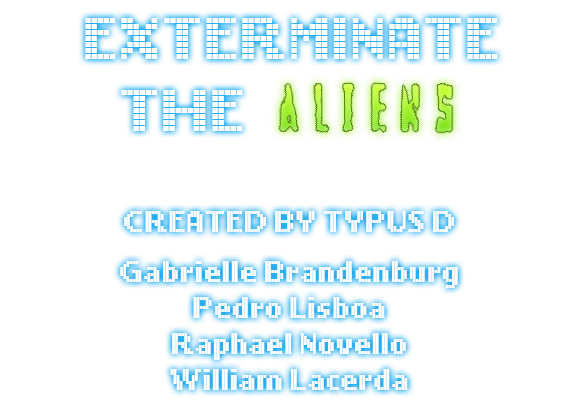 EXTERMINATE
THE ALIENS
CREATED BY TYPUS D
Gabrielle Brandenburg
Pedro Lisboa
Raphael Novello
William Lacerda